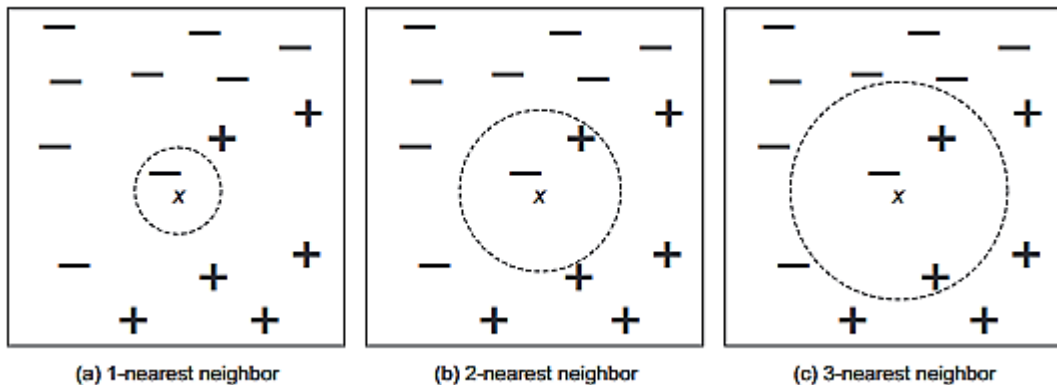 x
x
x
(a) 1-nearest neighbor
(b) 2-nearest neighbor
(c) 3-nearest neighbor